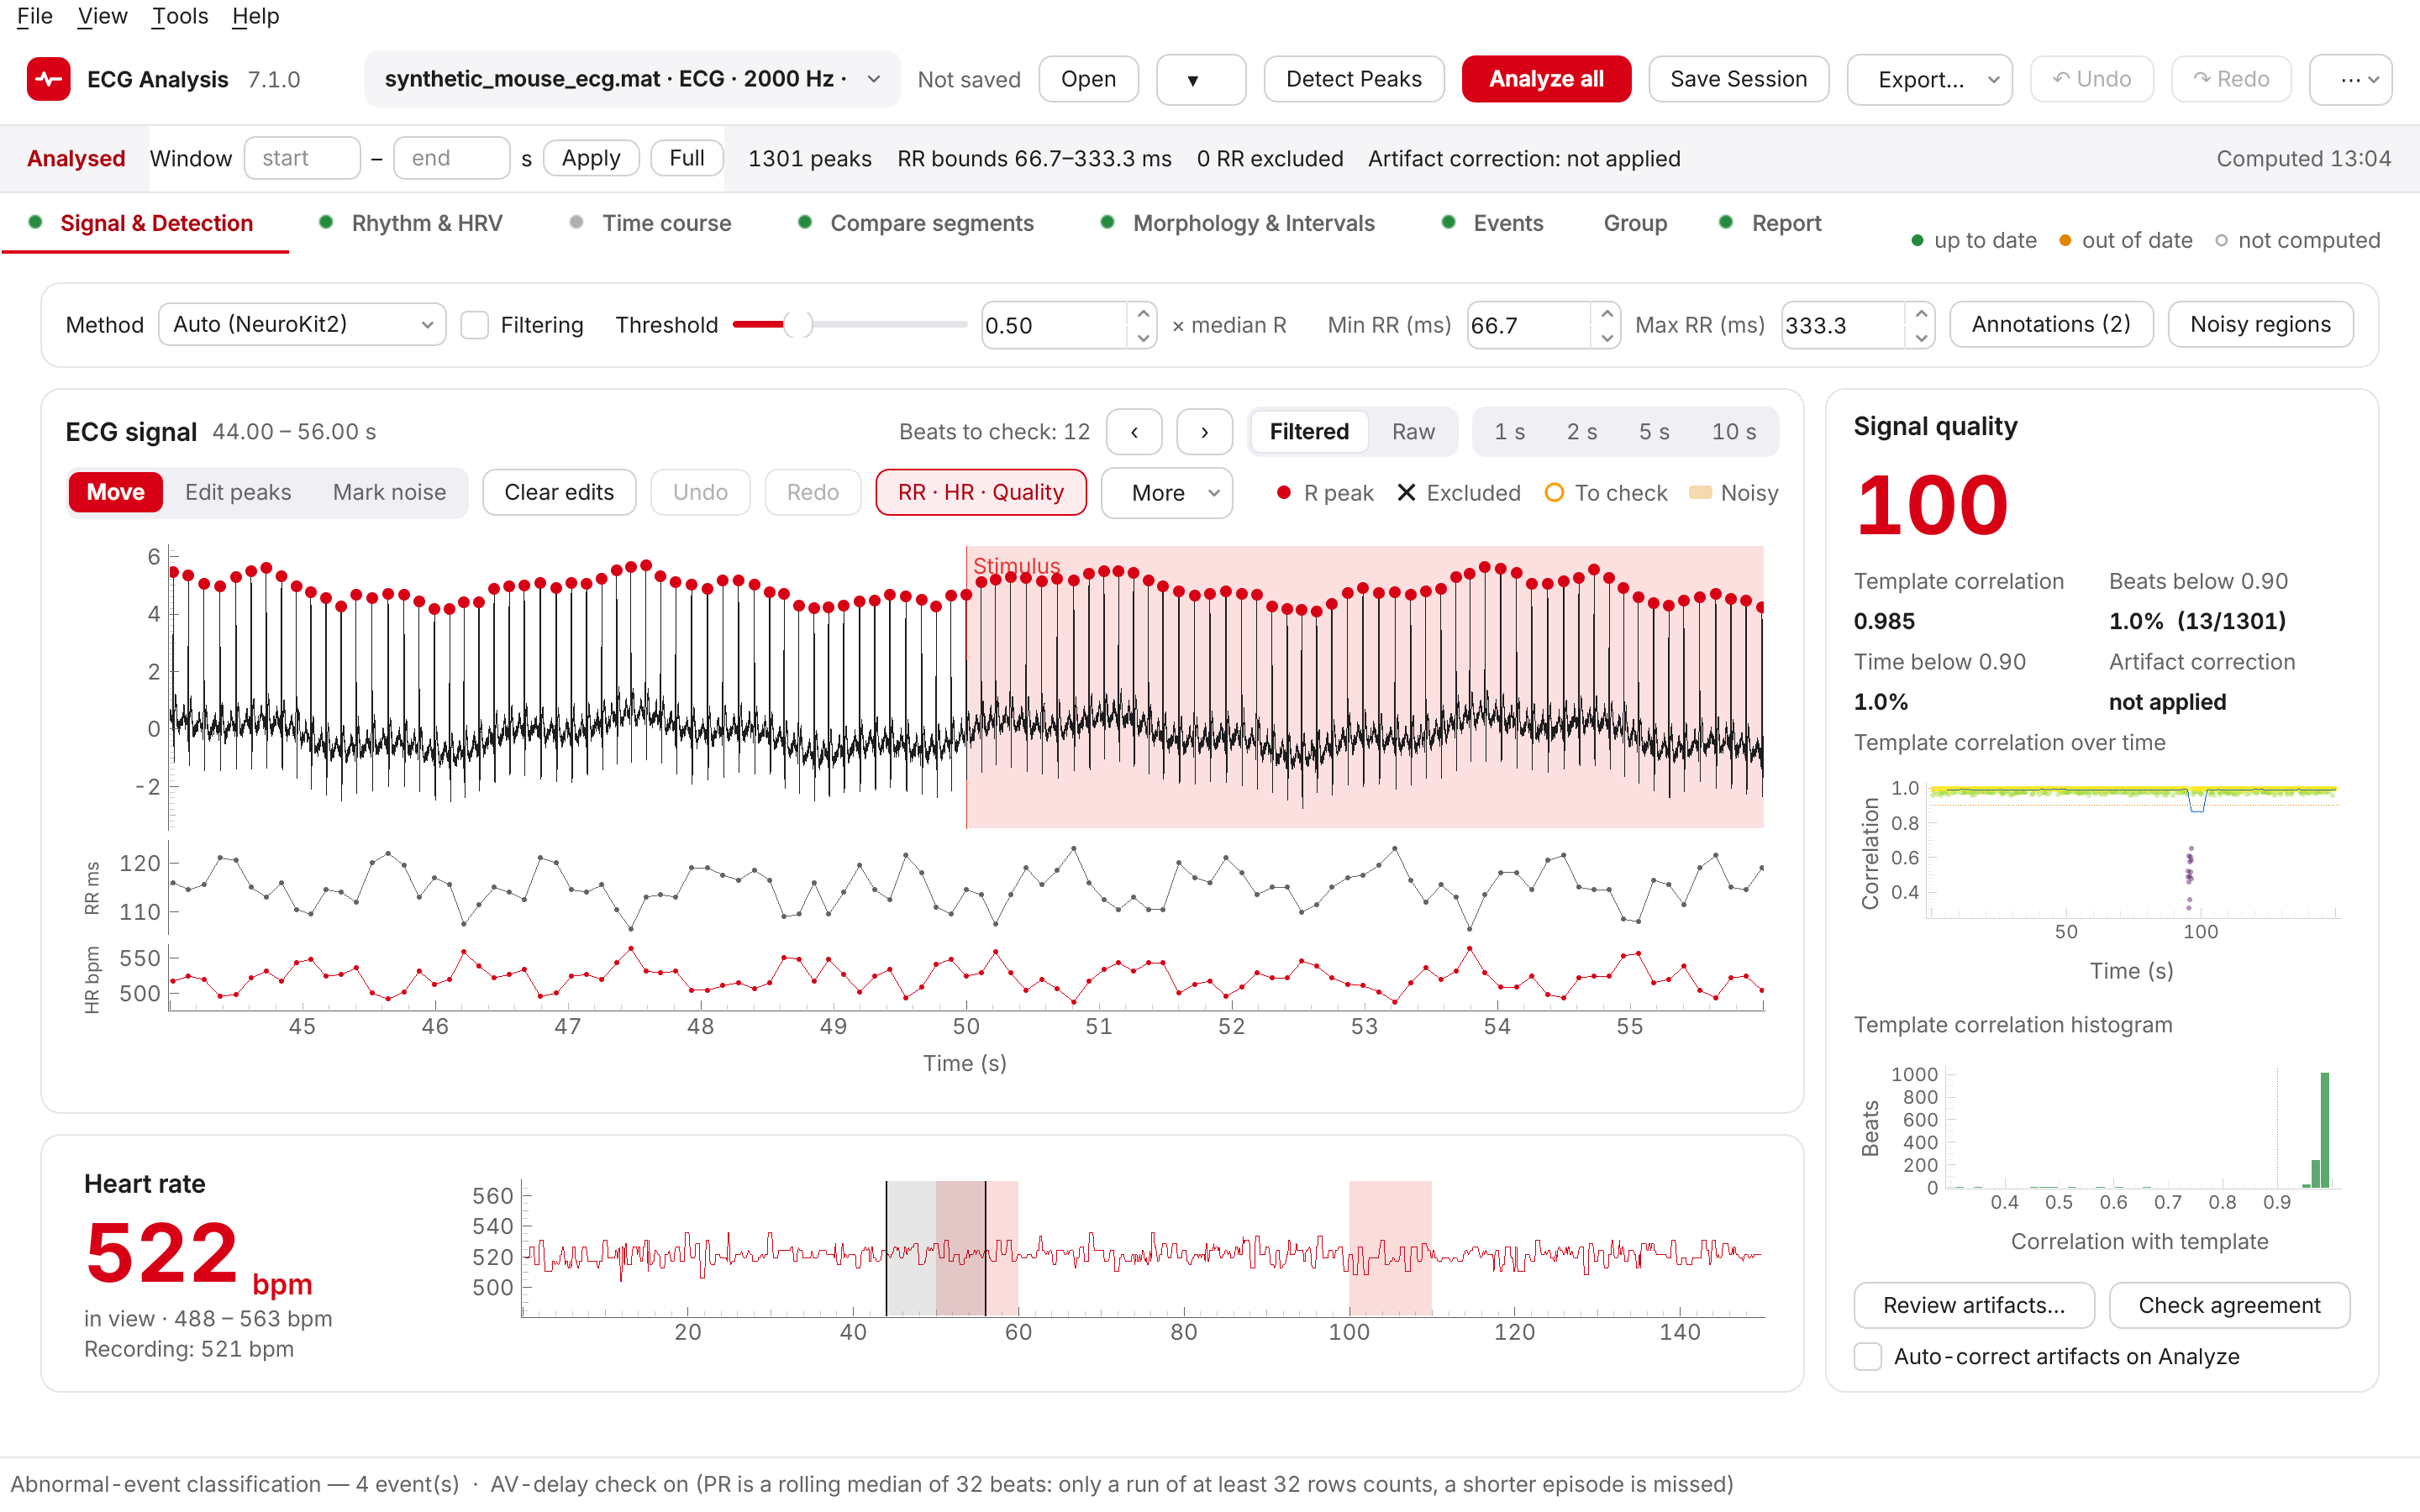 File View Tools Help
ECG Analysis 7.1.0 synthetic_mouse_ecg.mat · ECG · 2000 Hz · Not saved Open ▼ Detect Peaks Analyze all Save Session Export... ↶ Undo ↷ Redo ...
Analysed Window start – end s Apply Full 1301 peaks RR bounds 66.7–333.3 ms 0 RR excluded Artifact correction: not applied Computed 13:04
Signal & Detection Rhythm & HRV Time course Compare segments Morphology & Intervals Events Group Report
up to date out of date not computed
Method Auto (NeuroKit2) Filtering Threshold 0.50 × median R Min RR (ms) 66.7 Max RR (ms) 333.3 Annotations (2) Noisy regions
ECG signal 44.00 – 56.00 s Beats to check: 12 ‹ › Filtered Raw 1 s 2 s 5 s 10 s
Move Edit peaks Mark noise Clear edits Undo Redo RR · HR · Quality More R peak Excluded To check Noisy
Stimulus
6
4
2
0
-2
RR ms
120
110
HR bpm
550
500
45 46 47 48 49 50 51 52 53 54 55
Time (s)
Heart rate
522 bpm
in view · 488 – 563 bpm
Recording: 521 bpm
560
540
520
500
20 40 60 80 100 120 140
Signal quality
100
Template correlation Beats below 0.90
0.985 1.0% (13/1301)
Time below 0.90 Artifact correction
1.0% not applied
Template correlation over time
Correlation
1.0
0.8
0.6
0.4
50 100
Time (s)
Template correlation histogram
Beats
1000
800
600
400
200
0
0.4 0.5 0.6 0.7 0.8 0.9
Correlation with template
Review artifacts... Check agreement
Auto-correct artifacts on Analyze
Abnormal-event classification — 4 event(s) · AV-delay check on (PR is a rolling median of 32 beats: only a run of at least 32 rows counts, a shorter episode is missed)